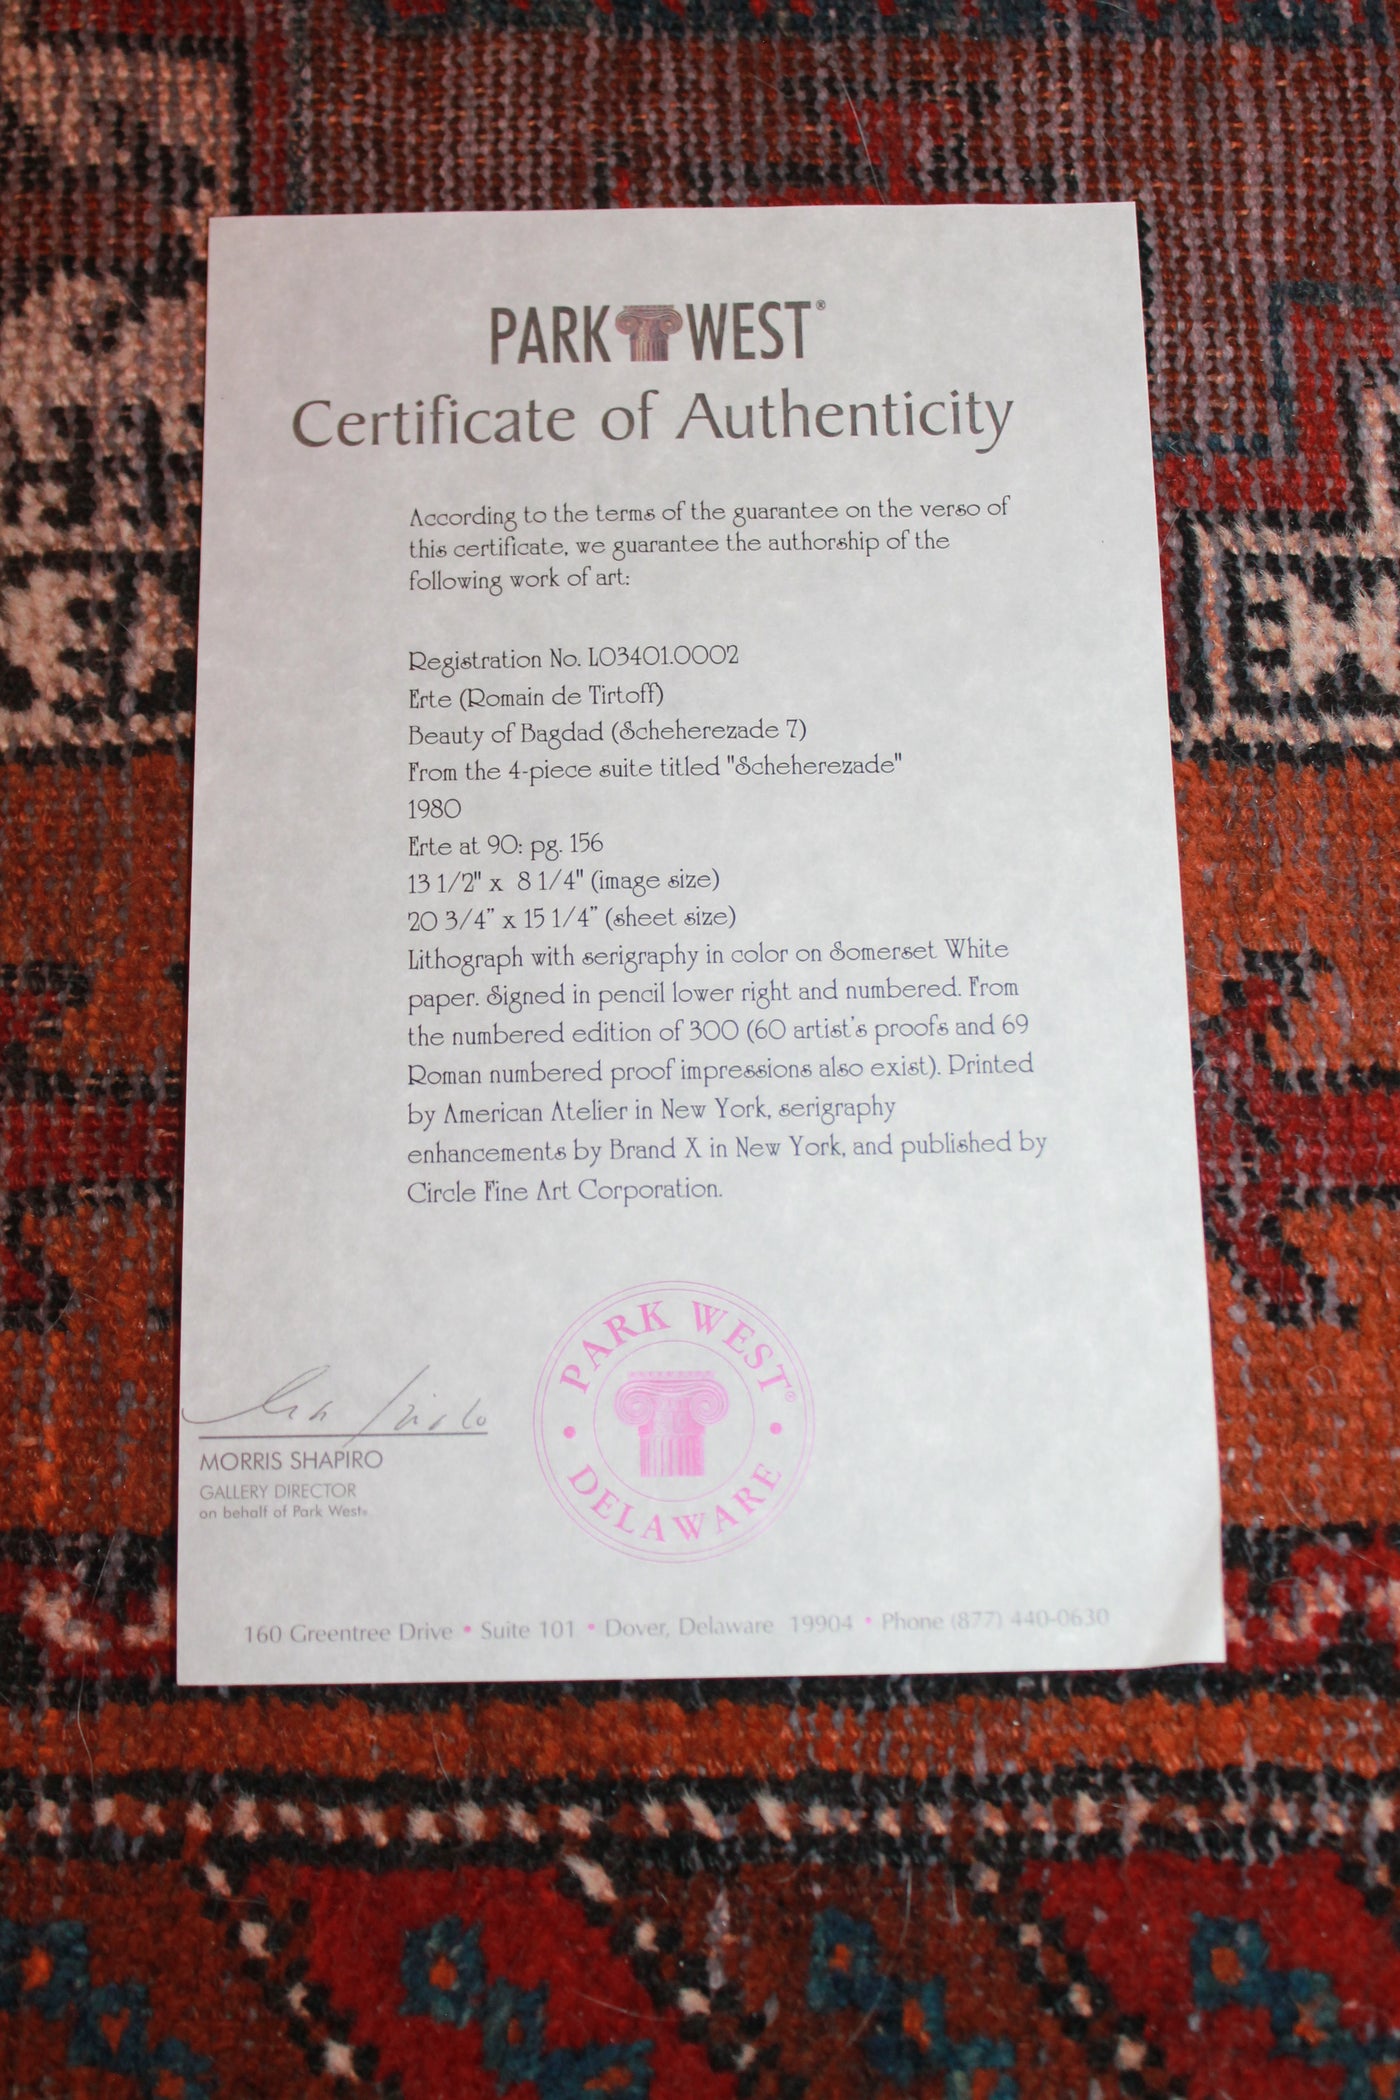 PARK WEST®
Certificate of Authenticity
According to the terms of the guarantee on the verso of
this certificate, we guarantee the authorship of the
following work of art:
Registration No. L03401.0002
Erte (Romain de Tirtoff)
Beauty of Bagdad (Scheherezade 7)
From the 4-piece suite titled "Scheherezade"
1980
Erte at 90: pg. 156
13 1/2" x 8 1/4" (image size)
20 3/4” x 15 1/4” (sheet size)
Lithograph with serigraphy in color on Somerset White
paper. Signed in pencil lower right and numbered. From
the numbered edition of 300 (60 artist's proofs and 69
Roman numbered proof impressions also exist). Printed
by American Atelier in New York, serigraphy
enhancements by Brand X in New York, and published by
Circle Fine Art Corporation.
PARK WEST®
• DELAWARE •
MORRIS SHAPIRO
GALLERY DIRECTOR
on behalf of Park West®
160 Greentree Drive • Suite 101 • Dover, Delaware 19904 • Phone (877) 440-0630